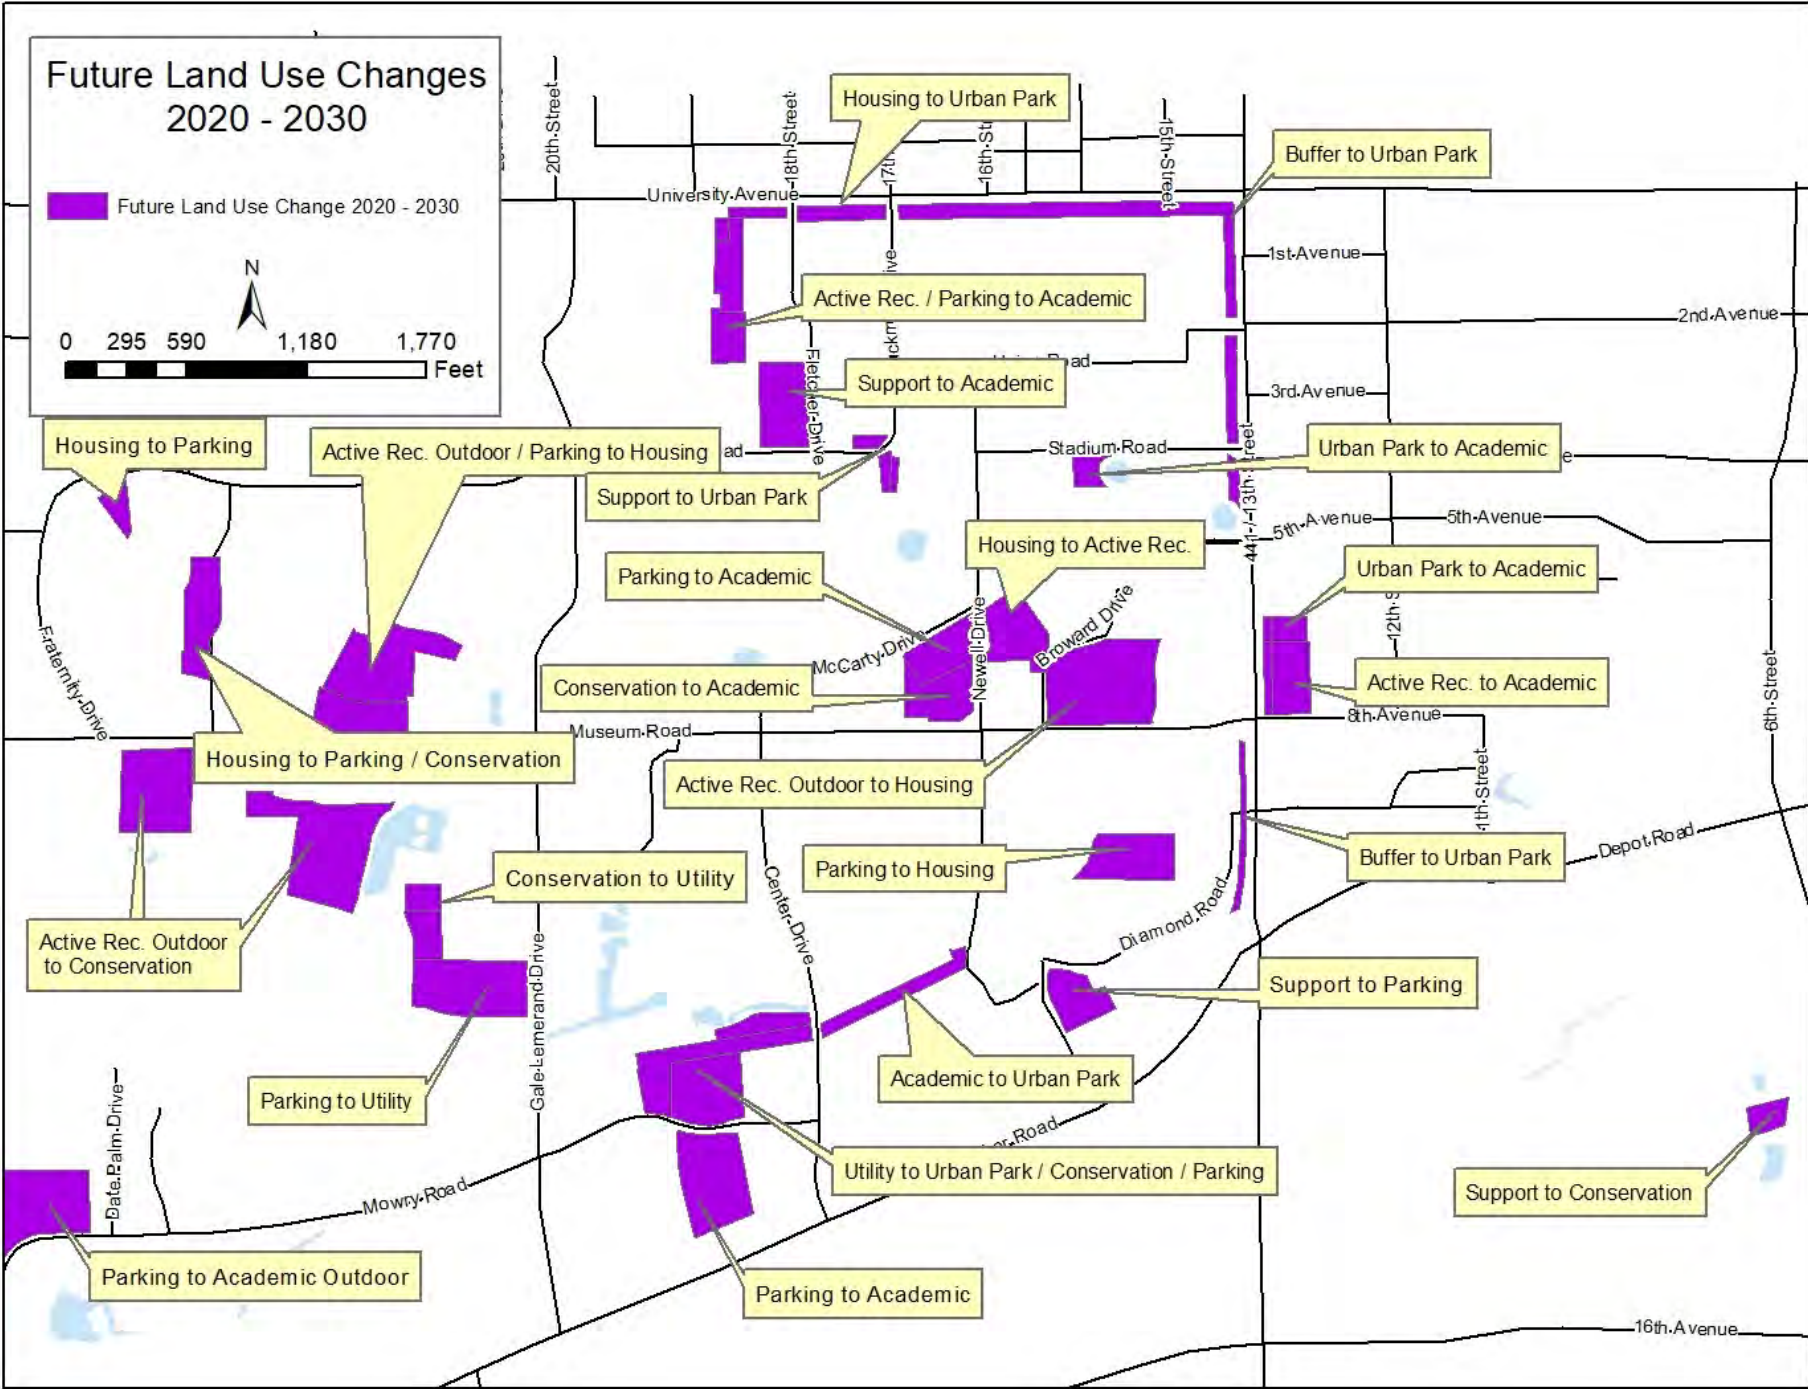 Future Land Use Changes
2020 - 2030
Future Land Use Change 2020 - 2030
N
0 295 590 1,180 1,770
Feet
20th Street
18th Street
16th St
15th Street
University Avenue
Housing to Urban Park
Buffer to Urban Park
1st Avenue
Active Rec. / Parking to Academic
2nd Avenue
Support to Academic
3rd Avenue
Fletcher Drive
Housing to Parking
Active Rec. Outdoor / Parking to Housing
ad
Stadium Road
Urban Park to Academic
e
Support to Urban Park
441 / 13th Street
5th Avenue
5th Avenue
Housing to Active Rec.
Parking to Academic
Urban Park to Academic
12th S
Newell Drive
Broward Drive
McCarty Drive
Fraternity Drive
6th Street
Conservation to Academic
Active Rec. to Academic
8th Avenue
Museum Road
Housing to Parking / Conservation
Active Rec. Outdoor to Housing
Parking to Housing
Buffer to Urban Park
Depot Road
Conservation to Utility
Center Drive
Diamond Road
Active Rec. Outdoor
to Conservation
Gale Lemerand Drive
Support to Parking
Academic to Urban Park
Parking to Utility
Date Palm Drive
Road
Utility to Urban Park / Conservation / Parking
Mowry Road
Support to Conservation
Parking to Academic Outdoor
Parking to Academic
16th Avenue